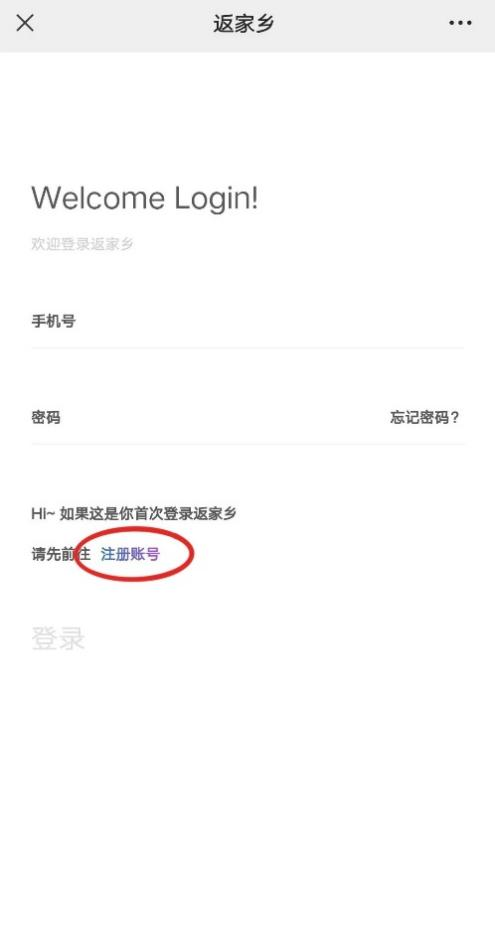 返家乡
Welcome Login!
欢迎登录返家乡
手机号
密码 忘记密码?
Hi~ 如果这是你首次登录返家乡
请先前往 注册账号
登录